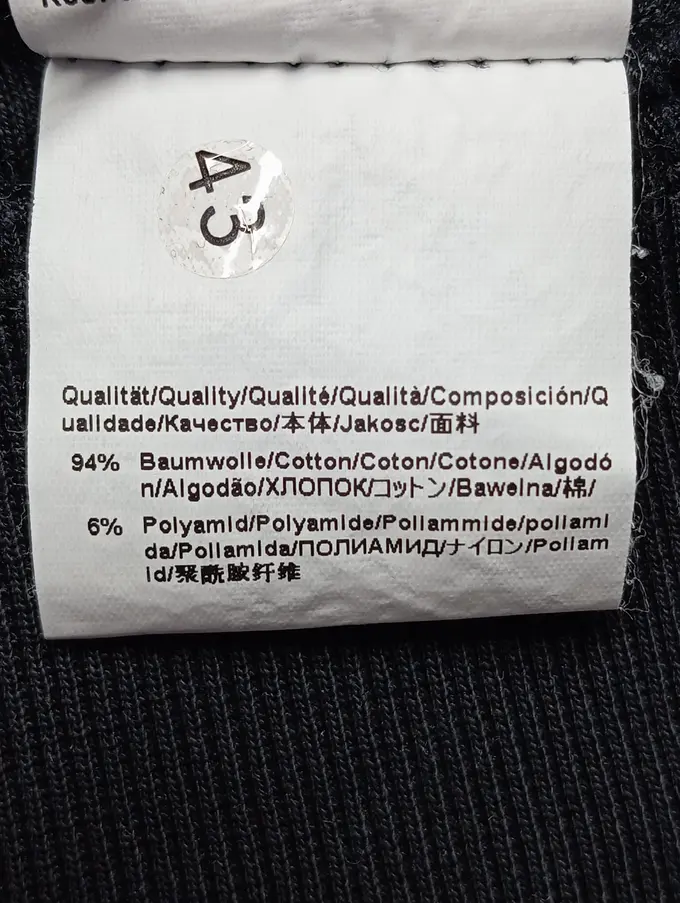 43
Qualität/Quality/Qualité/Qualità/Composición/Q
ualidade/Качество/本体/Jakosc/面料
94% Baumwolle/Cotton/Coton/Cotone/Algodó
n/Algodão/ХЛОПОК/コットン/Bawelna/棉/
6% Polyamid/Polyamide/Poliammide/poliami
da/Poliamida/ПОЛИАМИД/ナイロン/Poliam
id/聚酰胺纤维